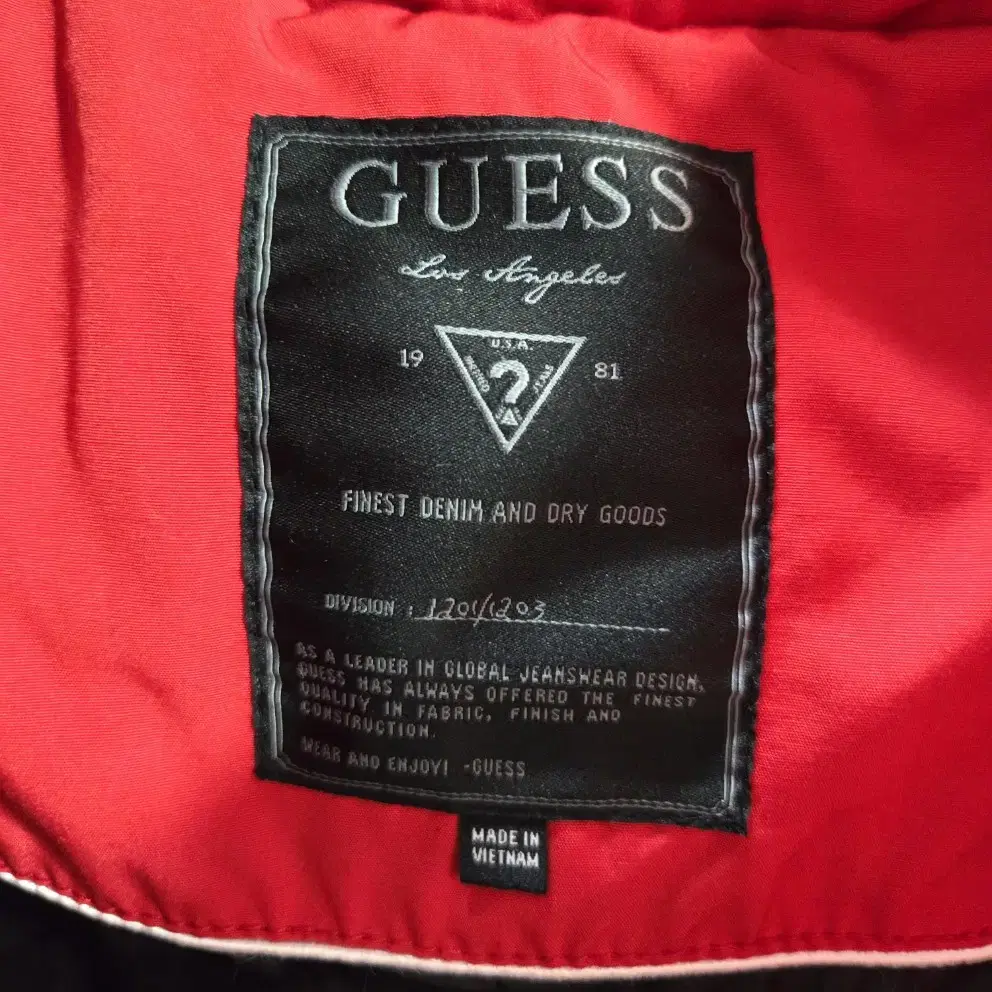 GUESS
Los Angeles
U.S.A.
19 ? 81
FINEST DENIM AND DRY GOODS
DIVISION : 1201/1203
AS A LEADER IN GLOBAL JEANSWEAR DESIGN,
GUESS HAS ALWAYS OFFERED THE FINEST
QUALITY IN FABRIC, FINISH AND
CONSTRUCTION.
WEAR AND ENJOY! -GUESS
MADE IN
VIETNAM